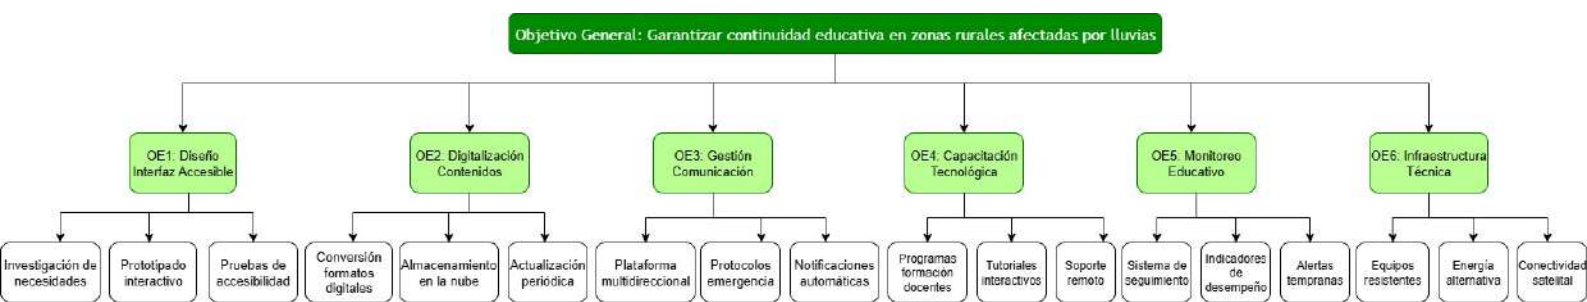 Objetivo General: Garantizar continuidad educativa en zonas rurales afectadas por lluvias
OE1: Diseño
Interfaz Accesible
OE2: Digitalización
Contenidos
OE3: Gestión
Comunicación
OE4: Capacitación
Tecnológica
OE5: Monitoreo
Educativo
OE6: Infraestructura
Técnica
Investigación de
necesidades
Prototipado
interactivo
Pruebas de
accesibilidad
Conversión
formatos
digitales
Almacenamiento
en la nube
Actualización
periódica
Plataforma
multidireccional
Protocolos
emergencia
Notificaciones
automáticas
Programas
formación
docentes
Tutoriales
interactivos
Soporte
remoto
Sistema de
seguimiento
Indicadores
de
desempeño
Alertas
tempranas
Equipos
resistentes
Energía
alternativa
Conectividad
satelital